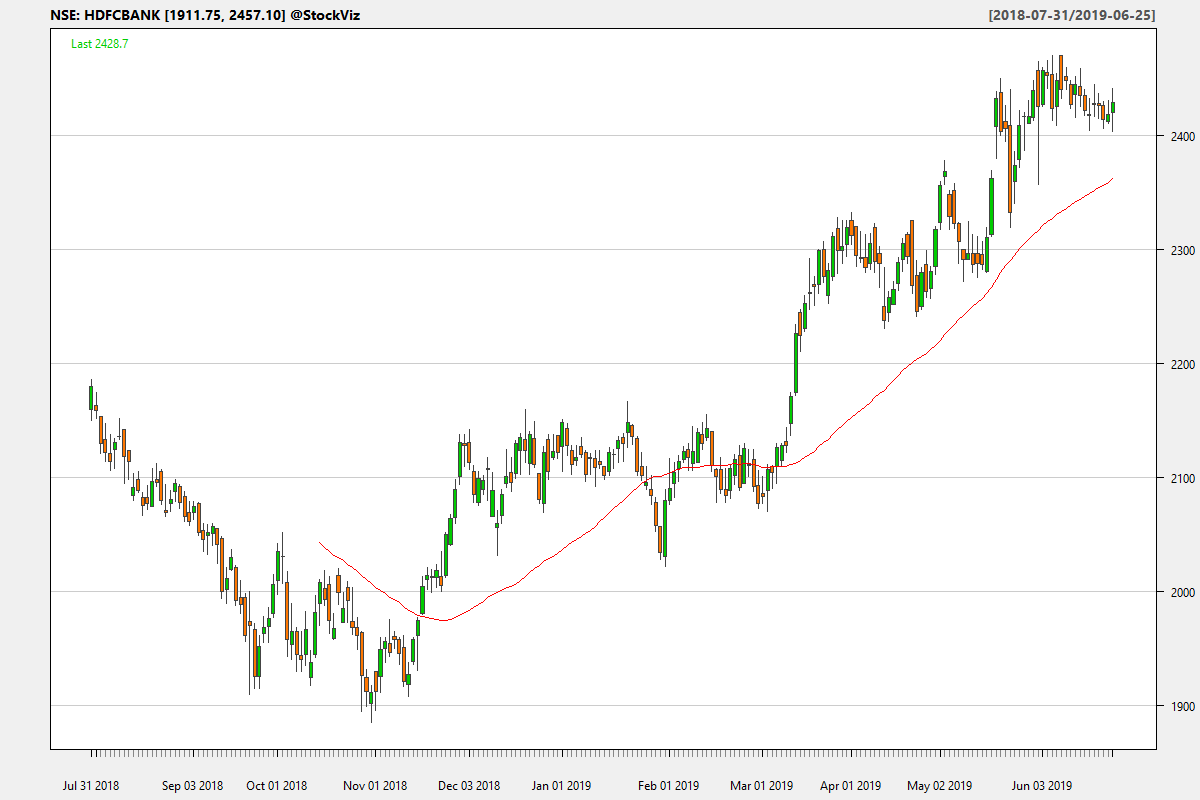 NSE: HDFCBANK [1911.75, 2457.10] @StockViz [2018-07-31/2019-06-25]
Last 2428.7
2400
2300
2200
2100
2000
1900
Jul 31 2018 Sep 03 2018 Oct 01 2018 Nov 01 2018 Dec 03 2018 Jan 01 2019 Feb 01 2019 Mar 01 2019 Apr 01 2019 May 02 2019 Jun 03 2019